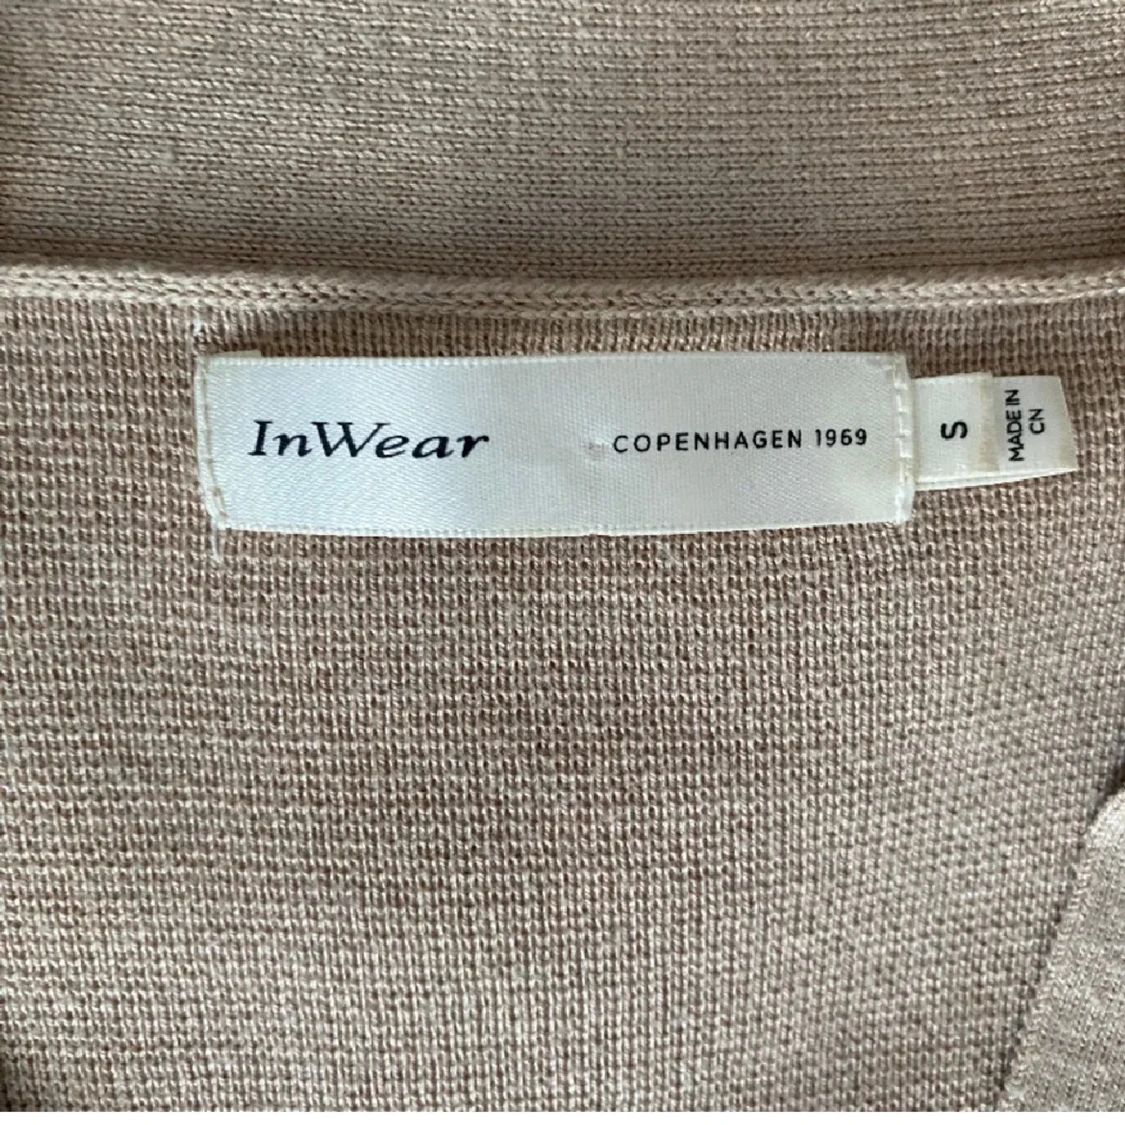 InWear COPENHAGEN 1969
S
MADE IN
CN